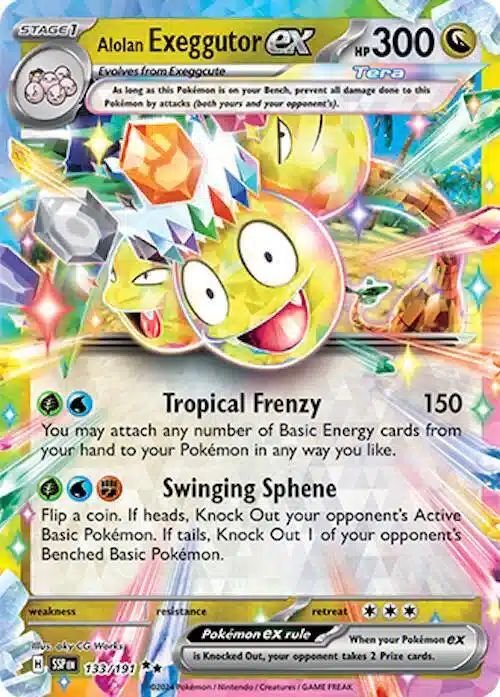 STAGE 1
Alolan Exeggutor ex HP 300
Evolves from Exeggcute
Tera
As long as this Pokémon is on your Bench, prevent all damage done to this
Pokémon by attacks (both yours and your opponent's).
Tropical Frenzy 150
You may attach any number of Basic Energy cards from
your hand to your Pokémon in any way you like.
Swinging Sphene
Flip a coin. If heads, Knock Out your opponent's Active
Basic Pokémon. If tails, Knock Out 1 of your opponent's
Benched Basic Pokémon.
weakness resistance retreat
Illus. aky CG Works
Pokémon ex rule
When your Pokémon ex
is Knocked Out, your opponent takes 2 Prize cards.
H SSP EN 133/191
©2024 Pokémon / Nintendo / Creatures / GAME FREAK